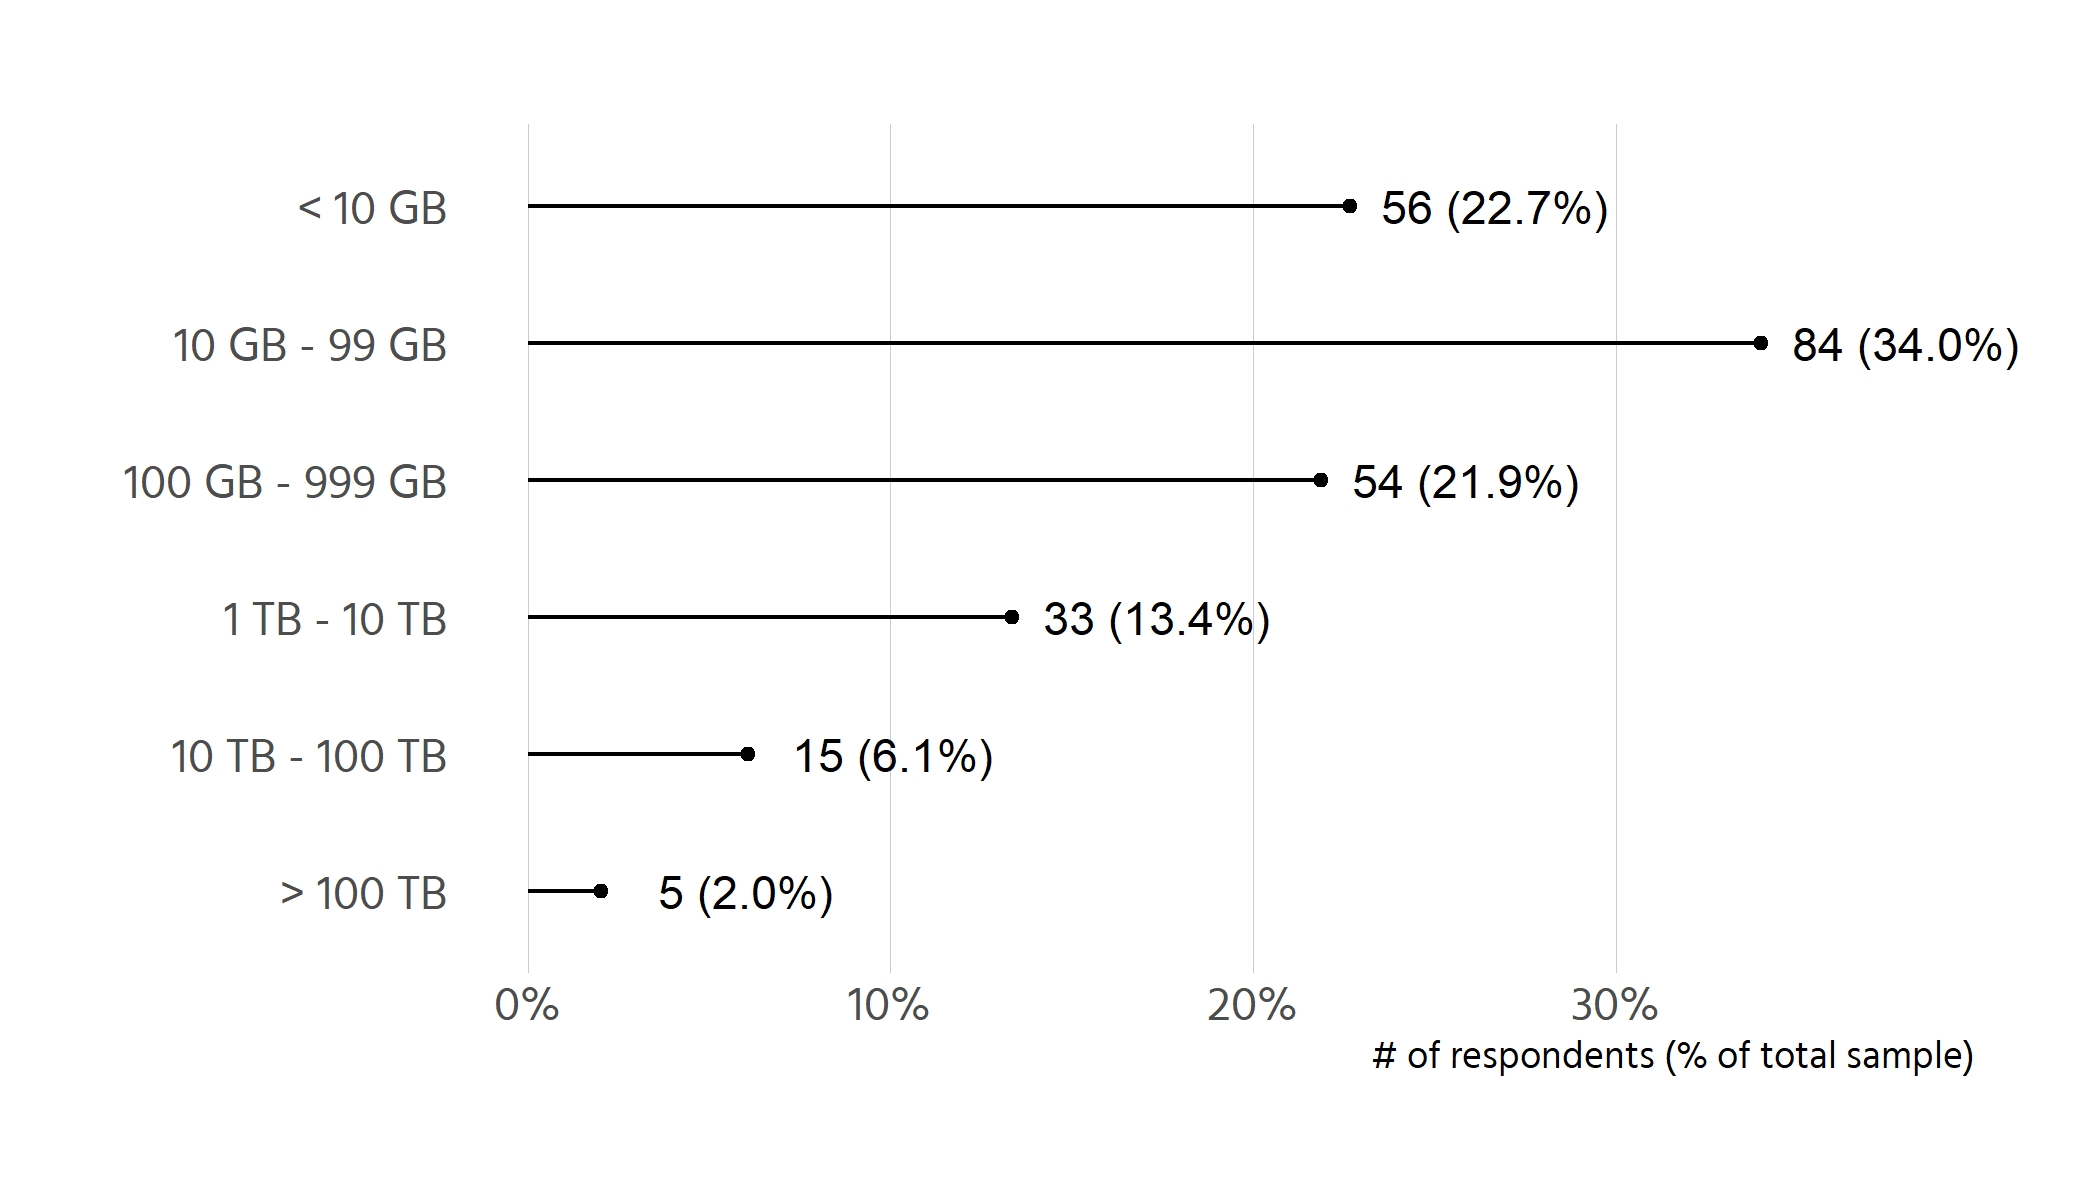 < 10 GB 56 (22.7%)
10 GB - 99 GB 84 (34.0%)
100 GB - 999 GB 54 (21.9%)
1 TB - 10 TB 33 (13.4%)
10 TB - 100 TB 15 (6.1%)
> 100 TB 5 (2.0%)
0% 10% 20% 30%
# of respondents (% of total sample)